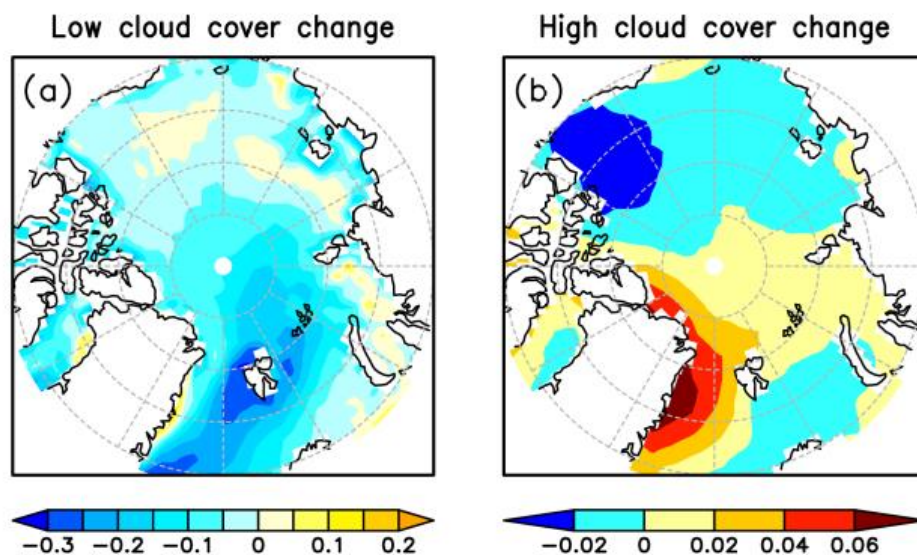 Low cloud cover change
High cloud cover change
(a)
(b)
-0.3 -0.2 -0.1 0 0.1 0.2
-0.02 0 0.02 0.04 0.06